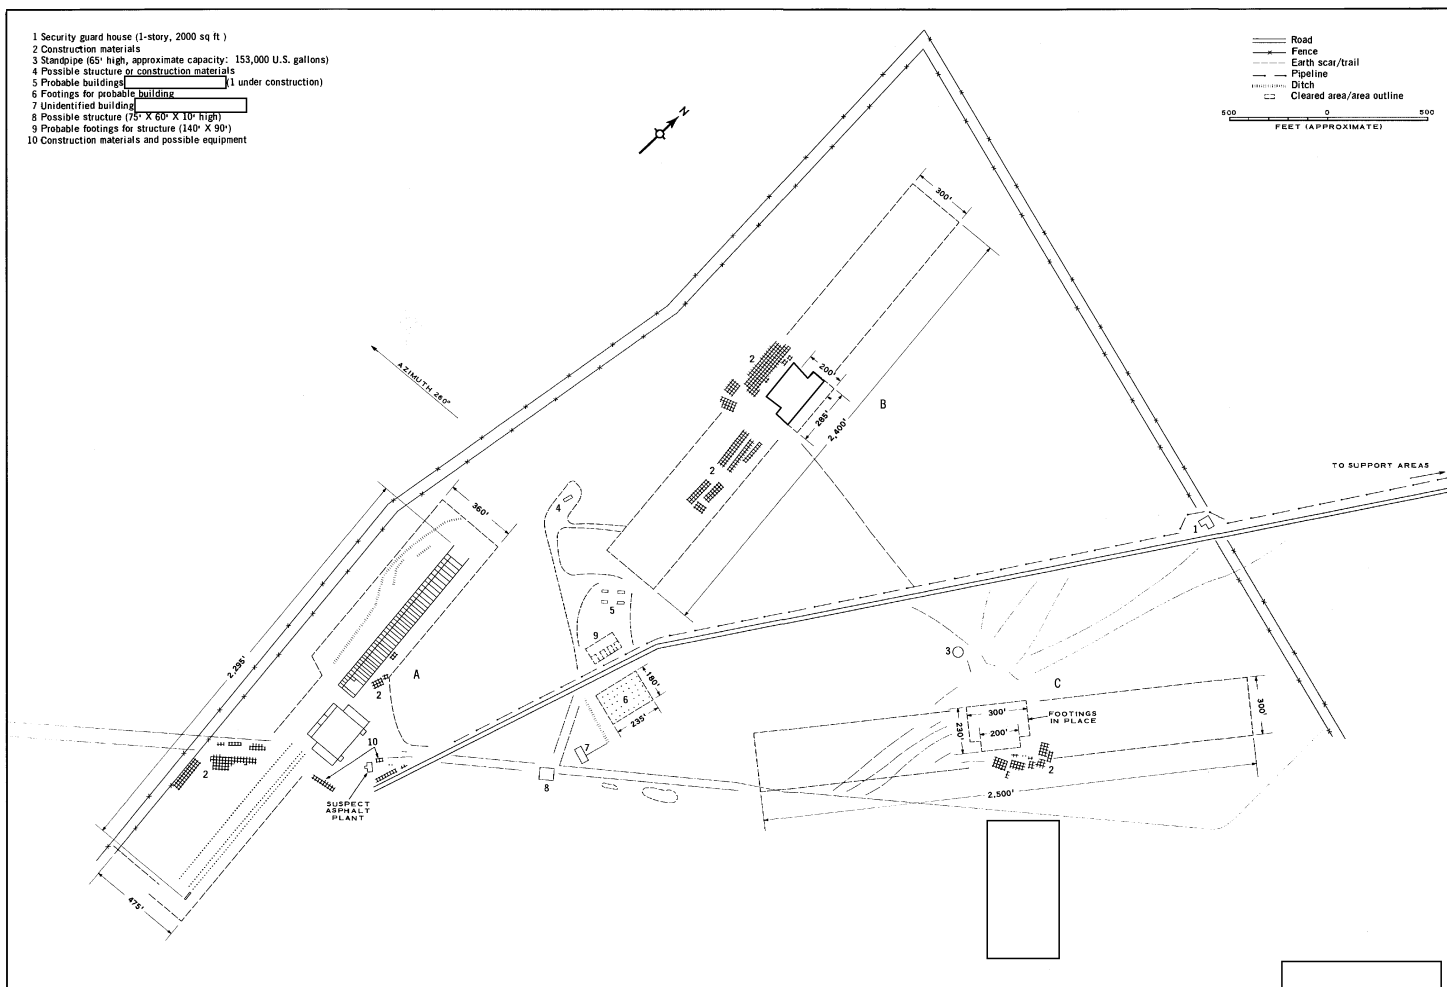 1 Security guard house (1-story, 2000 sq ft )
2 Construction materials
3 Standpipe (65' high, approximate capacity: 153,000 U.S. gallons)
4 Possible structure or construction materials
5 Probable buildings (1 under construction)
6 Footings for probable building
7 Unidentified building
8 Possible structure (75' X 60' X 10' high)
9 Probable footings for structure (140' X 90')
10 Construction materials and possible equipment
Road
Fence
Earth scar/trail
Pipeline
Ditch
Cleared area/area outline
500 0 500
FEET (APPROXIMATE)
N
300'
AZIMUTH 280°
2
200'
B
285'
2,400'
2
TO SUPPORT AREAS
360'
4
1
5
9
3
2,295'
A
2
6
180'
235'
C
300'
FOOTINGS
IN PLACE
230'
200'
300'
10
7
2
2
8
SUSPECT
ASPHALT
PLANT
2,500'
475'